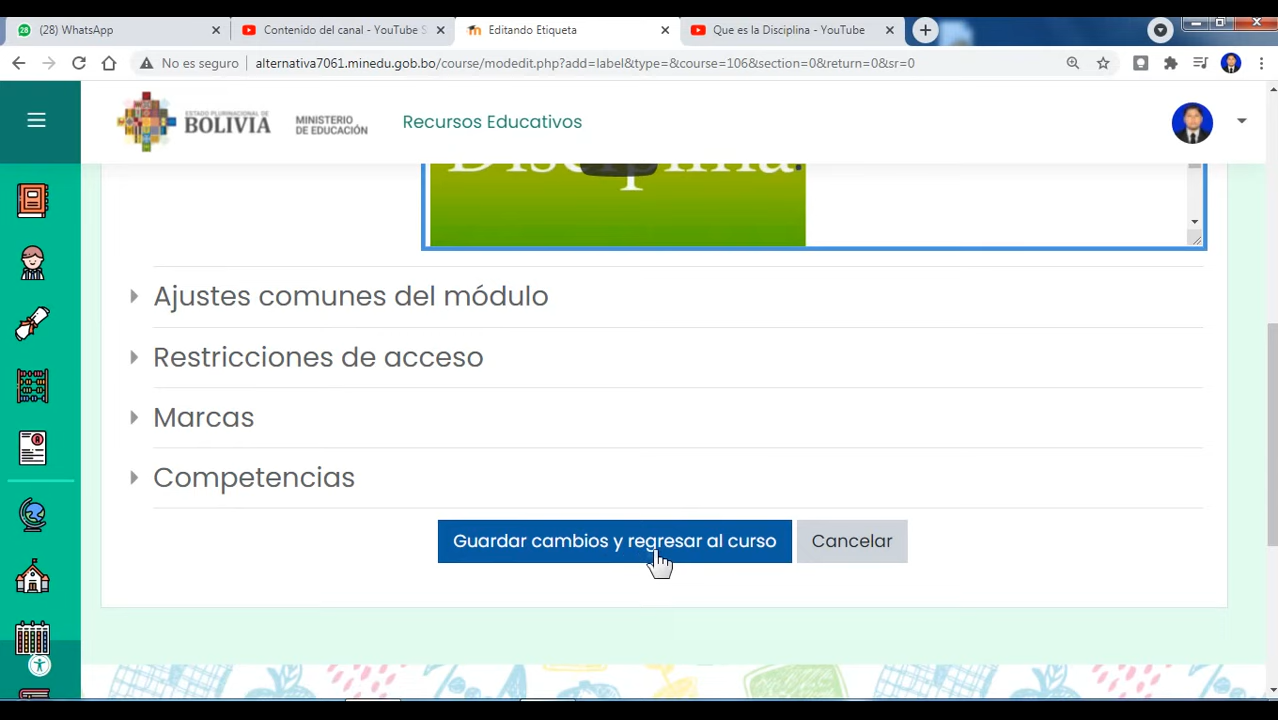 28
(28) WhatsApp
Contenido del canal - YouTube S
Editando Etiqueta
Que es la Disciplina - YouTube
No es seguro
alternativa7061.minedu.gob.bo/course/modedit.php?add=label&type=&course=106&section=0&return=0&sr=0
ESTADO PLURINACIONAL DE
BOLIVIA
MINISTERIO
DE EDUCACIÓN
Recursos Educativos
Disciplina.
Ajustes comunes del módulo
Restricciones de acceso
Marcas
Competencias
Guardar cambios y regresar al curso
Cancelar